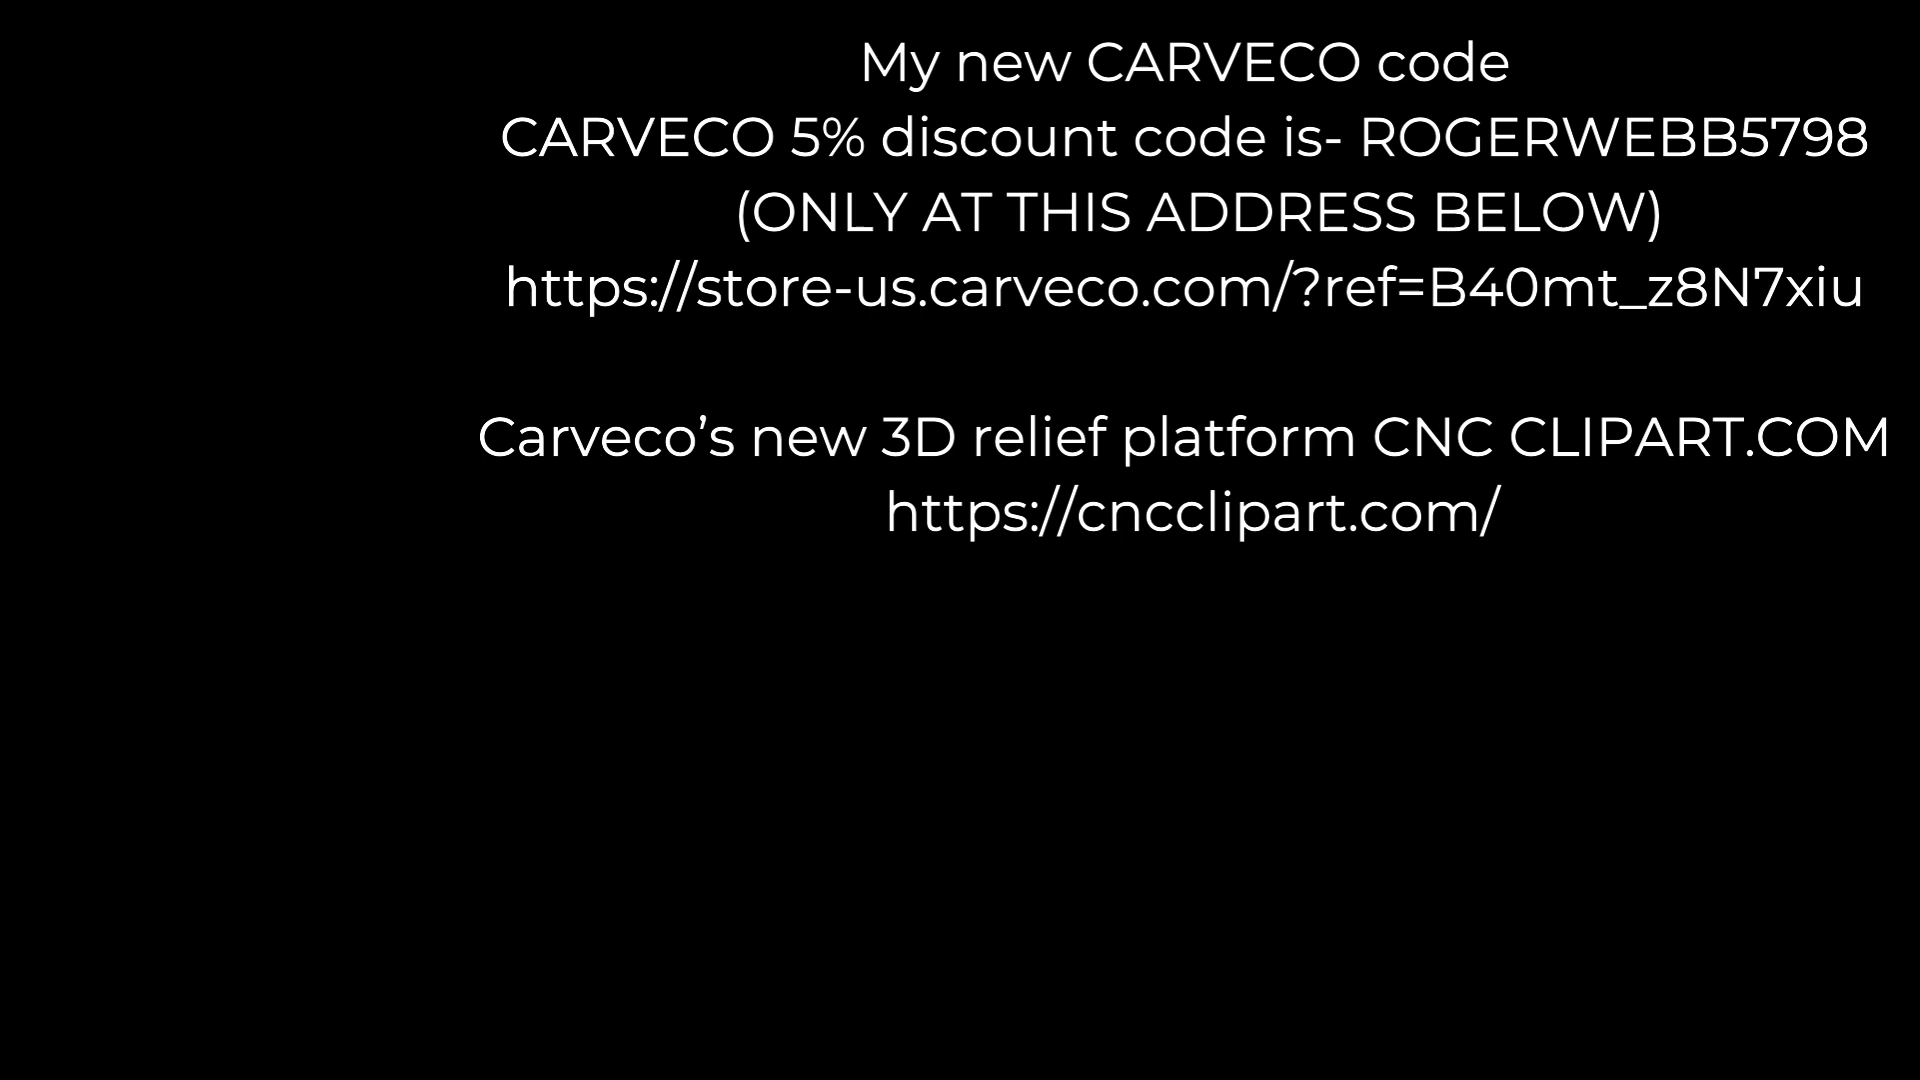 My new CARVECO code
CARVECO 5% discount code is- ROGERWEBB5798
(ONLY AT THIS ADDRESS BELOW)
https://store-us.carveco.com/?ref=B40mt_z8N7xiu
Carveco’s new 3D relief platform CNC CLIPART.COM
https://cncclipart.com/